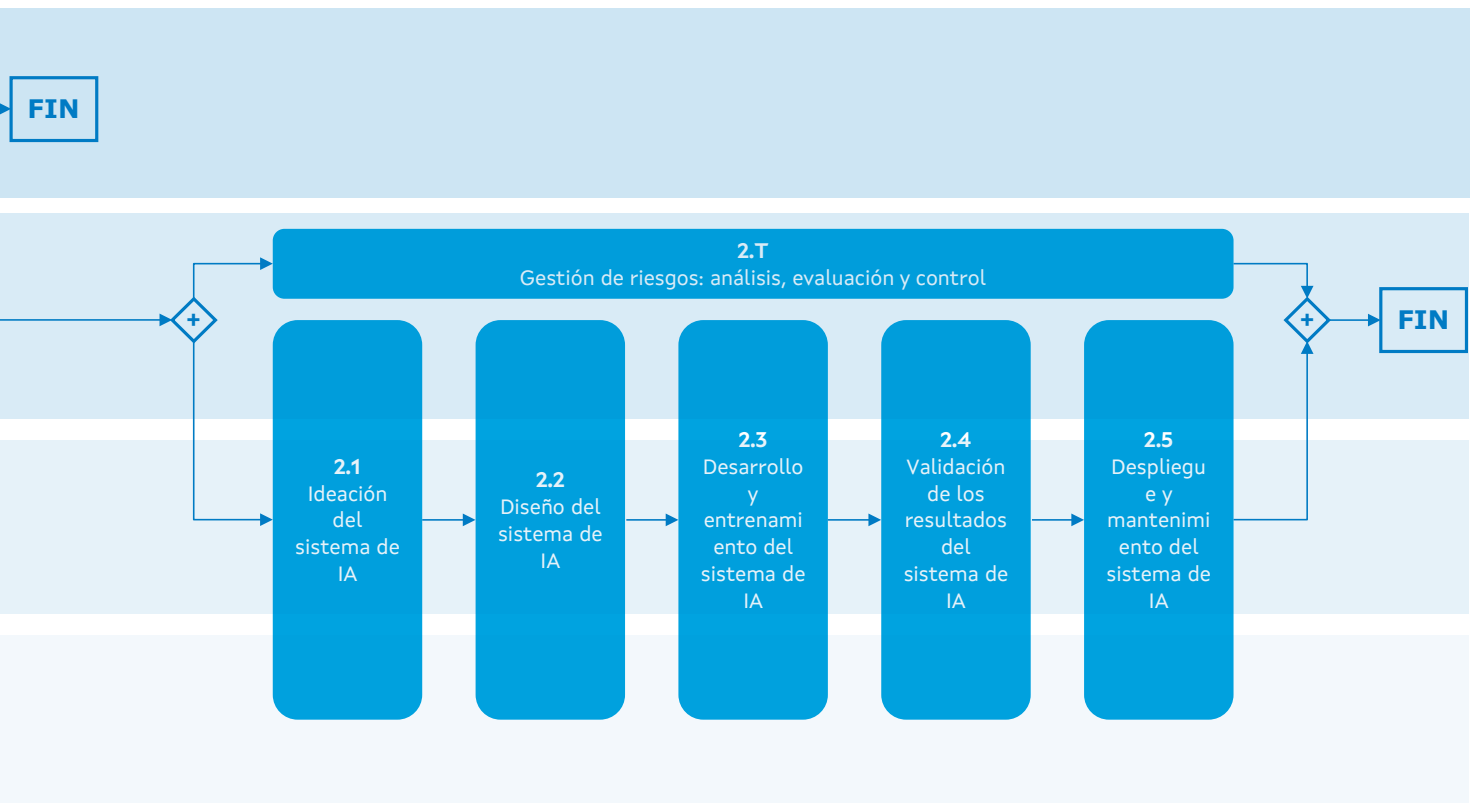 FIN
2.T
Gestión de riesgos: análisis, evaluación y control
+
+
FIN
2.1
Ideación
del
sistema de
IA
2.2
Diseño del
sistema de
IA
2.3
Desarrollo
y
entrenami
ento del
sistema de
IA
2.4
Validación
de los
resultados
del
sistema de
IA
2.5
Despliegu
e y
mantenimi
ento del
sistema de
IA